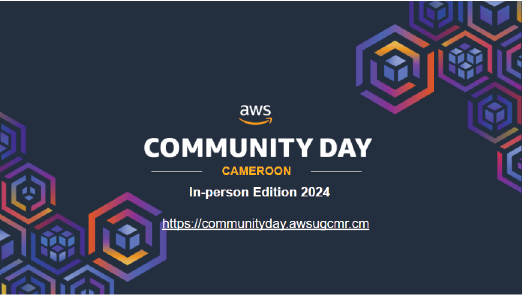 aws
COMMUNITY DAY
CAMEROON
In-person Edition 2024
https://communityday.awsugcmr.cm